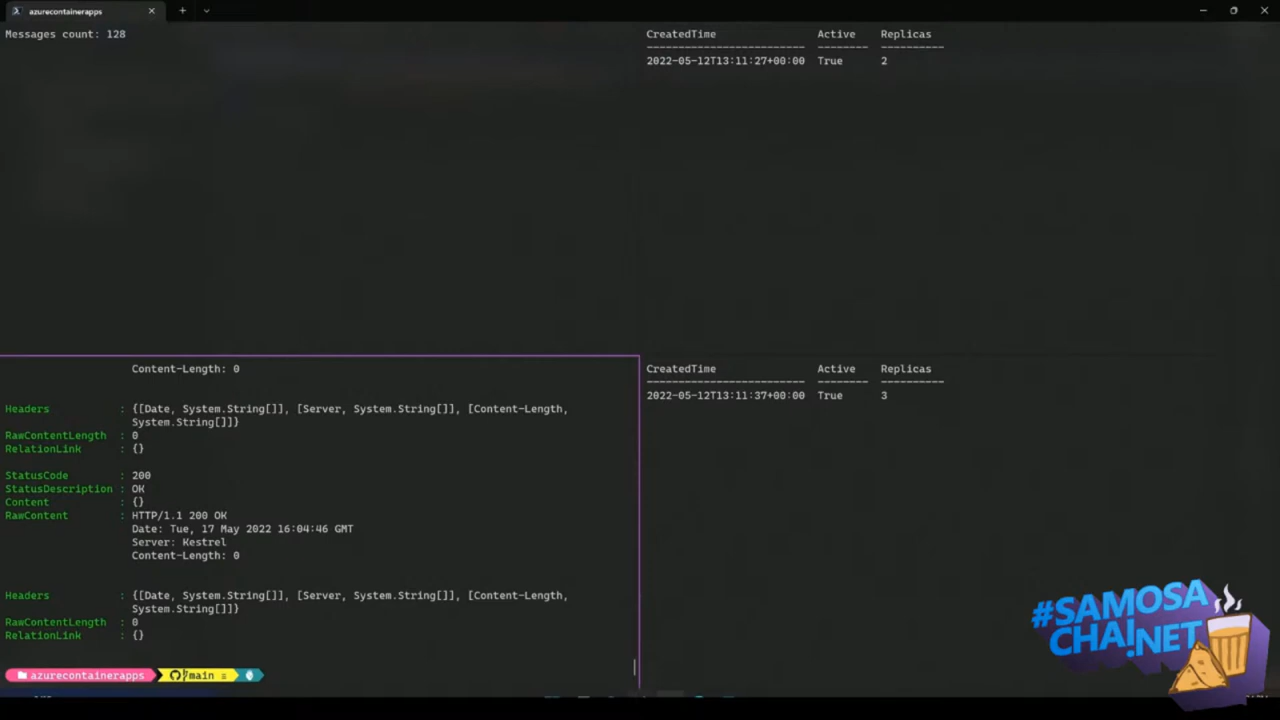 azurecontainerapps
Messages count: 128
CreatedTime Active Replicas
------------------------- -------- ----------
2022-05-12T13:11:27+00:00 True 2
Content-Length: 0
Headers : {[Date, System.String[]], [Server, System.String[]], [Content-Length,
System.String[]]}
RawContentLength : 0
RelationLink : {}
StatusCode : 200
StatusDescription : OK
Content : {}
RawContent : HTTP/1.1 200 OK
Date: Tue, 17 May 2022 16:04:46 GMT
Server: Kestrel
Content-Length: 0
Headers : {[Date, System.String[]], [Server, System.String[]], [Content-Length,
System.String[]]}
RawContentLength : 0
RelationLink : {}
azurecontainerapps main ≡
CreatedTime Active Replicas
------------------------- -------- ----------
2022-05-12T13:11:37+00:00 True 3
#SAMOSA
CHAI.NET